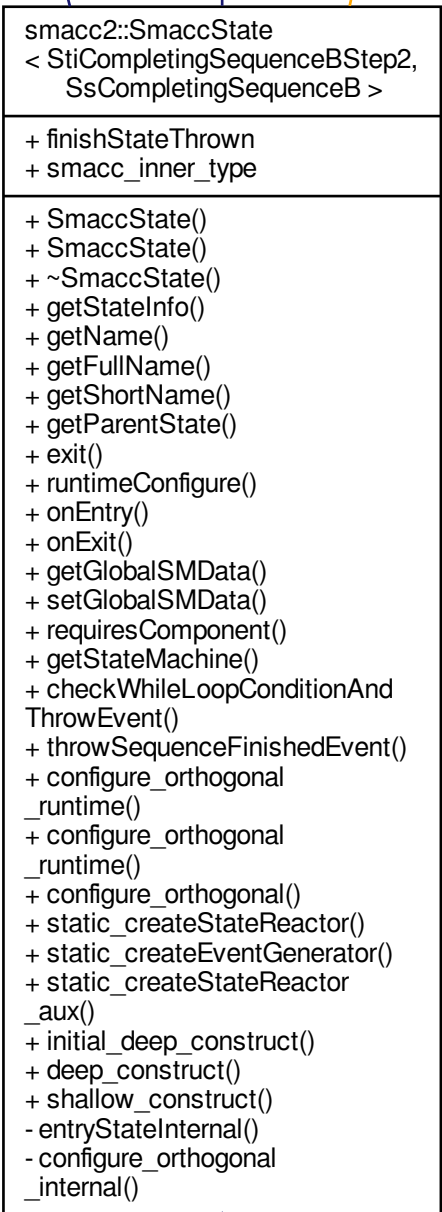 smacc2::SmaccState
< StiCompletingSequenceBStep2,
SsCompletingSequenceB >
+ finishStateThrown
+ smacc_inner_type
+ SmaccState()
+ SmaccState()
+ ~SmaccState()
+ getStateInfo()
+ getName()
+ getFullName()
+ getShortName()
+ getParentState()
+ exit()
+ runtimeConfigure()
+ onEntry()
+ onExit()
+ getGlobalSMData()
+ setGlobalSMData()
+ requiresComponent()
+ getStateMachine()
+ checkWhileLoopConditionAnd
ThrowEvent()
+ throwSequenceFinishedEvent()
+ configure_orthogonal
_runtime()
+ configure_orthogonal
_runtime()
+ configure_orthogonal()
+ static_createStateReactor()
+ static_createEventGenerator()
+ static_createStateReactor
_aux()
+ initial_deep_construct()
+ deep_construct()
+ shallow_construct()
- entryStateInternal()
- configure_orthogonal
_internal()